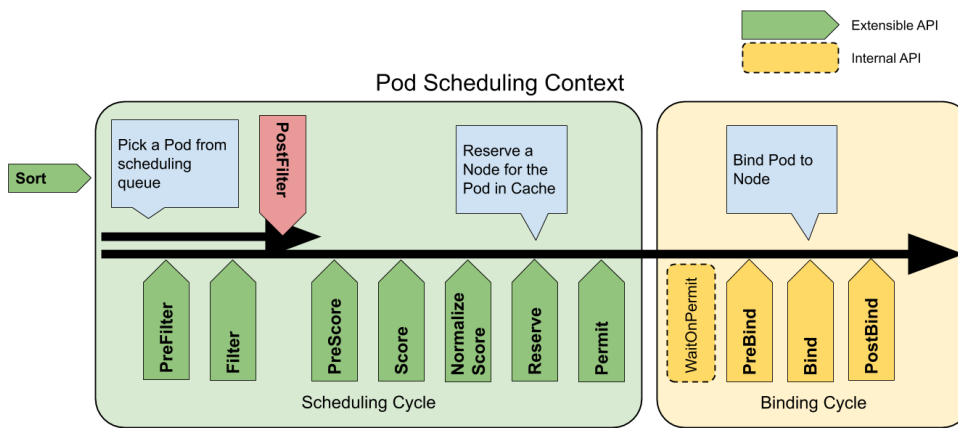 Extensible API
Internal API
Pod Scheduling Context
Pick a Pod from
scheduling
queue
PostFilter
Reserve a
Node for the
Pod in Cache
Bind Pod to
Node
Sort
PreFilter
Filter
PreScore
Score
Normalize
Score
Reserve
Permit
WaitOnPermit
PreBind
Bind
PostBind
Scheduling Cycle
Binding Cycle